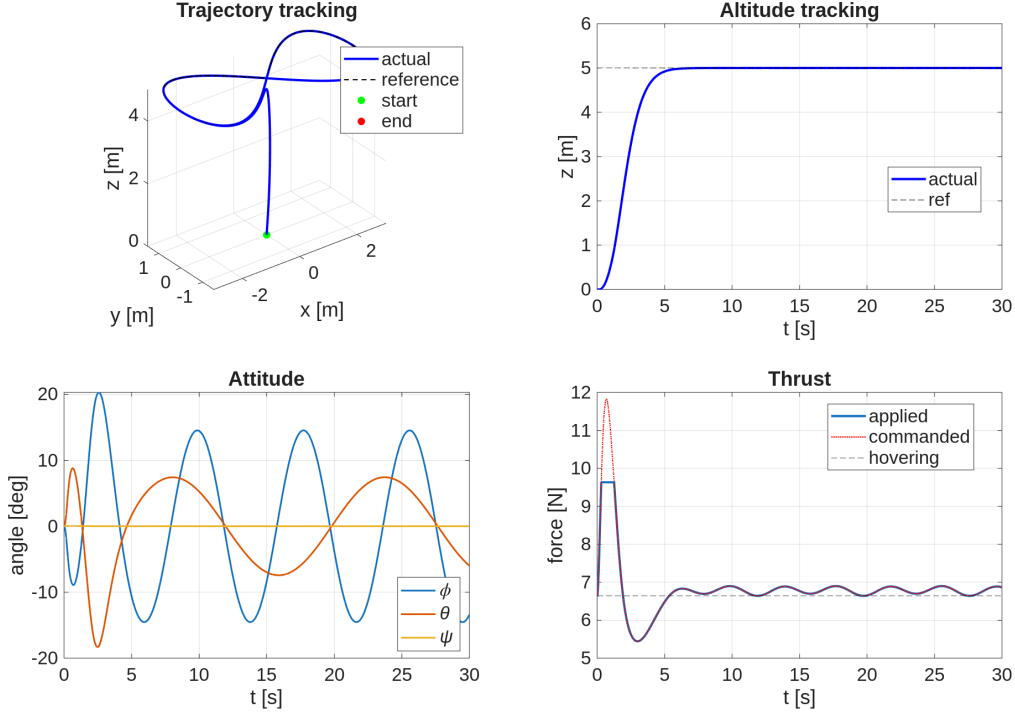 Trajectory tracking
actual
reference
start
end
4
2
0
z [m]
1
0
-1
y [m]
-2
0
2
x [m]
Altitude tracking
6
5
4
3
2
1
0
z [m]
actual
ref
0 5 10 15 20 25 30
t [s]
Attitude
20
10
0
-10
-20
angle [deg]
ϕ
θ
ψ
0 5 10 15 20 25 30
t [s]
Thrust
12
11
10
9
8
7
6
5
force [N]
applied
commanded
hovering
0 5 10 15 20 25 30
t [s]